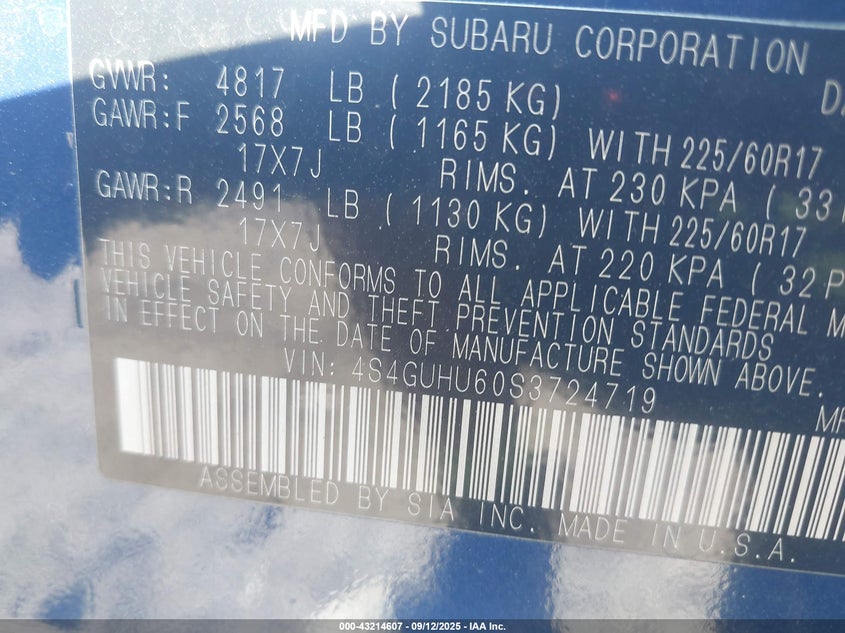 MFD BY SUBARU CORPORATION
GVWR: 4817 LB ( 2185 KG)
GAWR:F 2568 LB ( 1165 KG) WITH 225/60R17
17X7J RIMS. AT 230 KPA ( 33
GAWR:R 2491 LB ( 1130 KG) WITH 225/60R17
17X7J RIMS. AT 220 KPA ( 32 P
THIS VEHICLE CONFORMS TO ALL APPLICABLE FEDERAL M
VEHICLE SAFETY AND THEFT PREVENTION STANDARDS
IN EFFECT ON THE DATE OF MANUFACTURE SHOWN ABOVE.
VIN: 4S4GUHU60S3724719
ASSEMBLED BY SIA INC. MADE IN U.S.A.
000-43214607 - 09/12/2025 - IAA Inc.